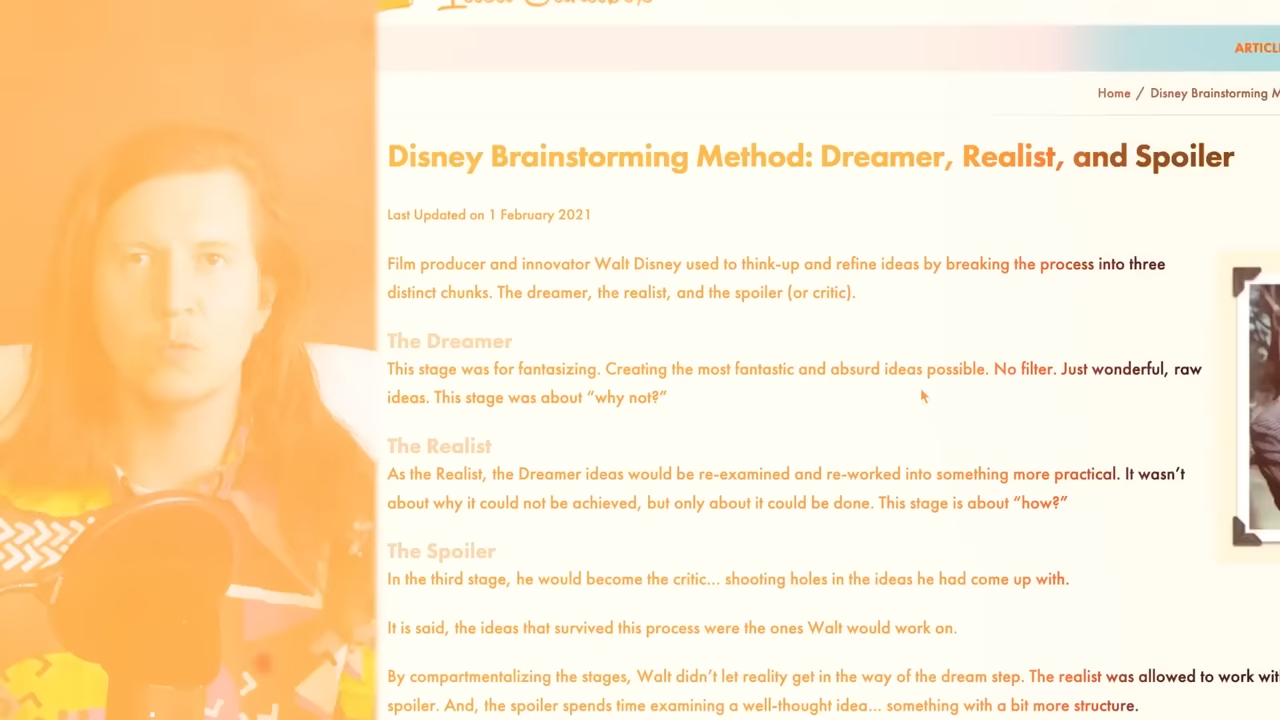 ARTICL
Home / Disney Brainstorming M
Disney Brainstorming Method: Dreamer, Realist, and Spoiler
Last Updated on 1 February 2021
Film producer and innovator Walt Disney used to think-up and refine ideas by breaking the process into three
distinct chunks. The dreamer, the realist, and the spoiler (or critic).
The Dreamer
This stage was for fantasizing. Creating the most fantastic and absurd ideas possible. No filter. Just wonderful, raw
ideas. This stage was about “why not?”
The Realist
As the Realist, the Dreamer ideas would be re-examined and re-worked into something more practical. It wasn’t
about why it could not be achieved, but only about it could be done. This stage is about “how?”
The Spoiler
In the third stage, he would become the critic... shooting holes in the ideas he had come up with.
It is said, the ideas that survived this process were the ones Walt would work on.
By compartmentalizing the stages, Walt didn’t let reality get in the way of the dream step. The realist was allowed to work wit
spoiler. And, the spoiler spends time examining a well-thought idea... something with a bit more structure.